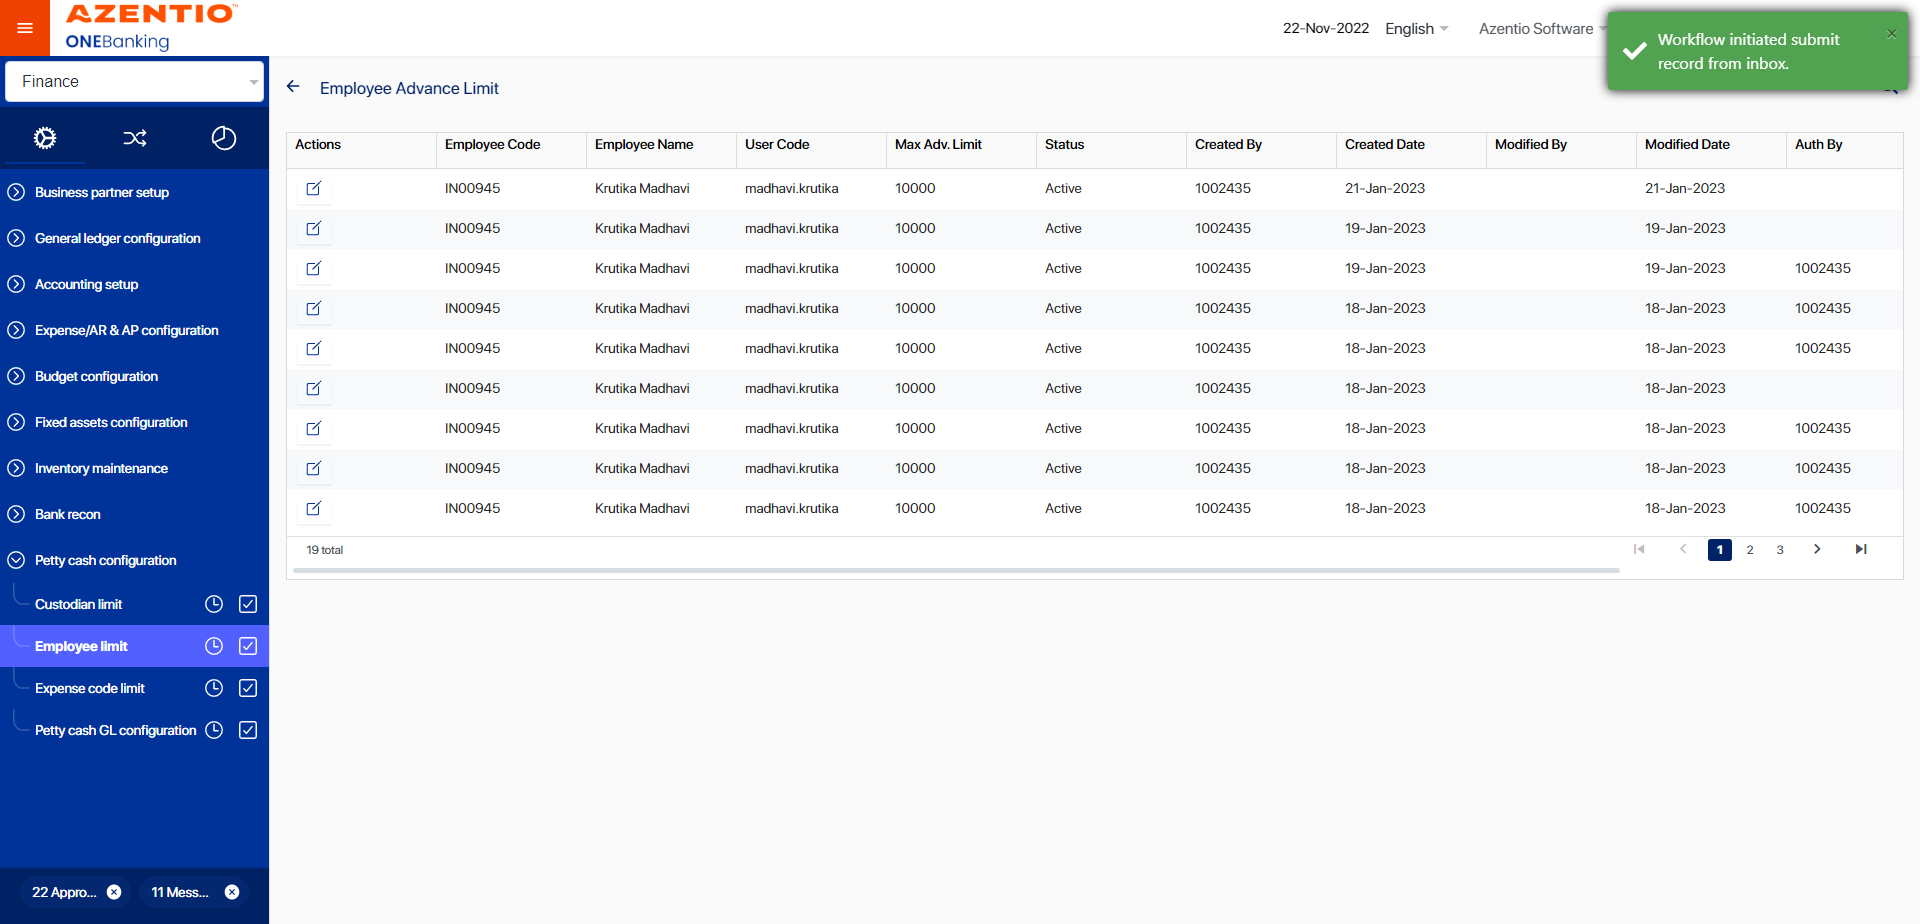 AZENTIO™
ONEBanking
22-Nov-2022 English Azentio Software
Workflow initiated submit
record from inbox.
×
Finance
Employee Advance Limit
Business partner setup
General ledger configuration
Accounting setup
Expense/AR & AP configuration
Budget configuration
Fixed assets configuration
Inventory maintenance
Bank recon
Petty cash configuration
Custodian limit
Employee limit
Expense code limit
Petty cash GL configuration
22 Appro...
11 Mess...
Actions Employee Code Employee Name User Code Max Adv. Limit Status Created By Created Date Modified By Modified Date Auth By
IN00945 Krutika Madhavi madhavi.krutika 10000 Active 1002435 21-Jan-2023 21-Jan-2023
IN00945 Krutika Madhavi madhavi.krutika 10000 Active 1002435 19-Jan-2023 19-Jan-2023
IN00945 Krutika Madhavi madhavi.krutika 10000 Active 1002435 19-Jan-2023 19-Jan-2023 1002435
IN00945 Krutika Madhavi madhavi.krutika 10000 Active 1002435 18-Jan-2023 18-Jan-2023 1002435
IN00945 Krutika Madhavi madhavi.krutika 10000 Active 1002435 18-Jan-2023 18-Jan-2023 1002435
IN00945 Krutika Madhavi madhavi.krutika 10000 Active 1002435 18-Jan-2023 18-Jan-2023
IN00945 Krutika Madhavi madhavi.krutika 10000 Active 1002435 18-Jan-2023 18-Jan-2023 1002435
IN00945 Krutika Madhavi madhavi.krutika 10000 Active 1002435 18-Jan-2023 18-Jan-2023 1002435
IN00945 Krutika Madhavi madhavi.krutika 10000 Active 1002435 18-Jan-2023 18-Jan-2023 1002435
19 total
1 2 3